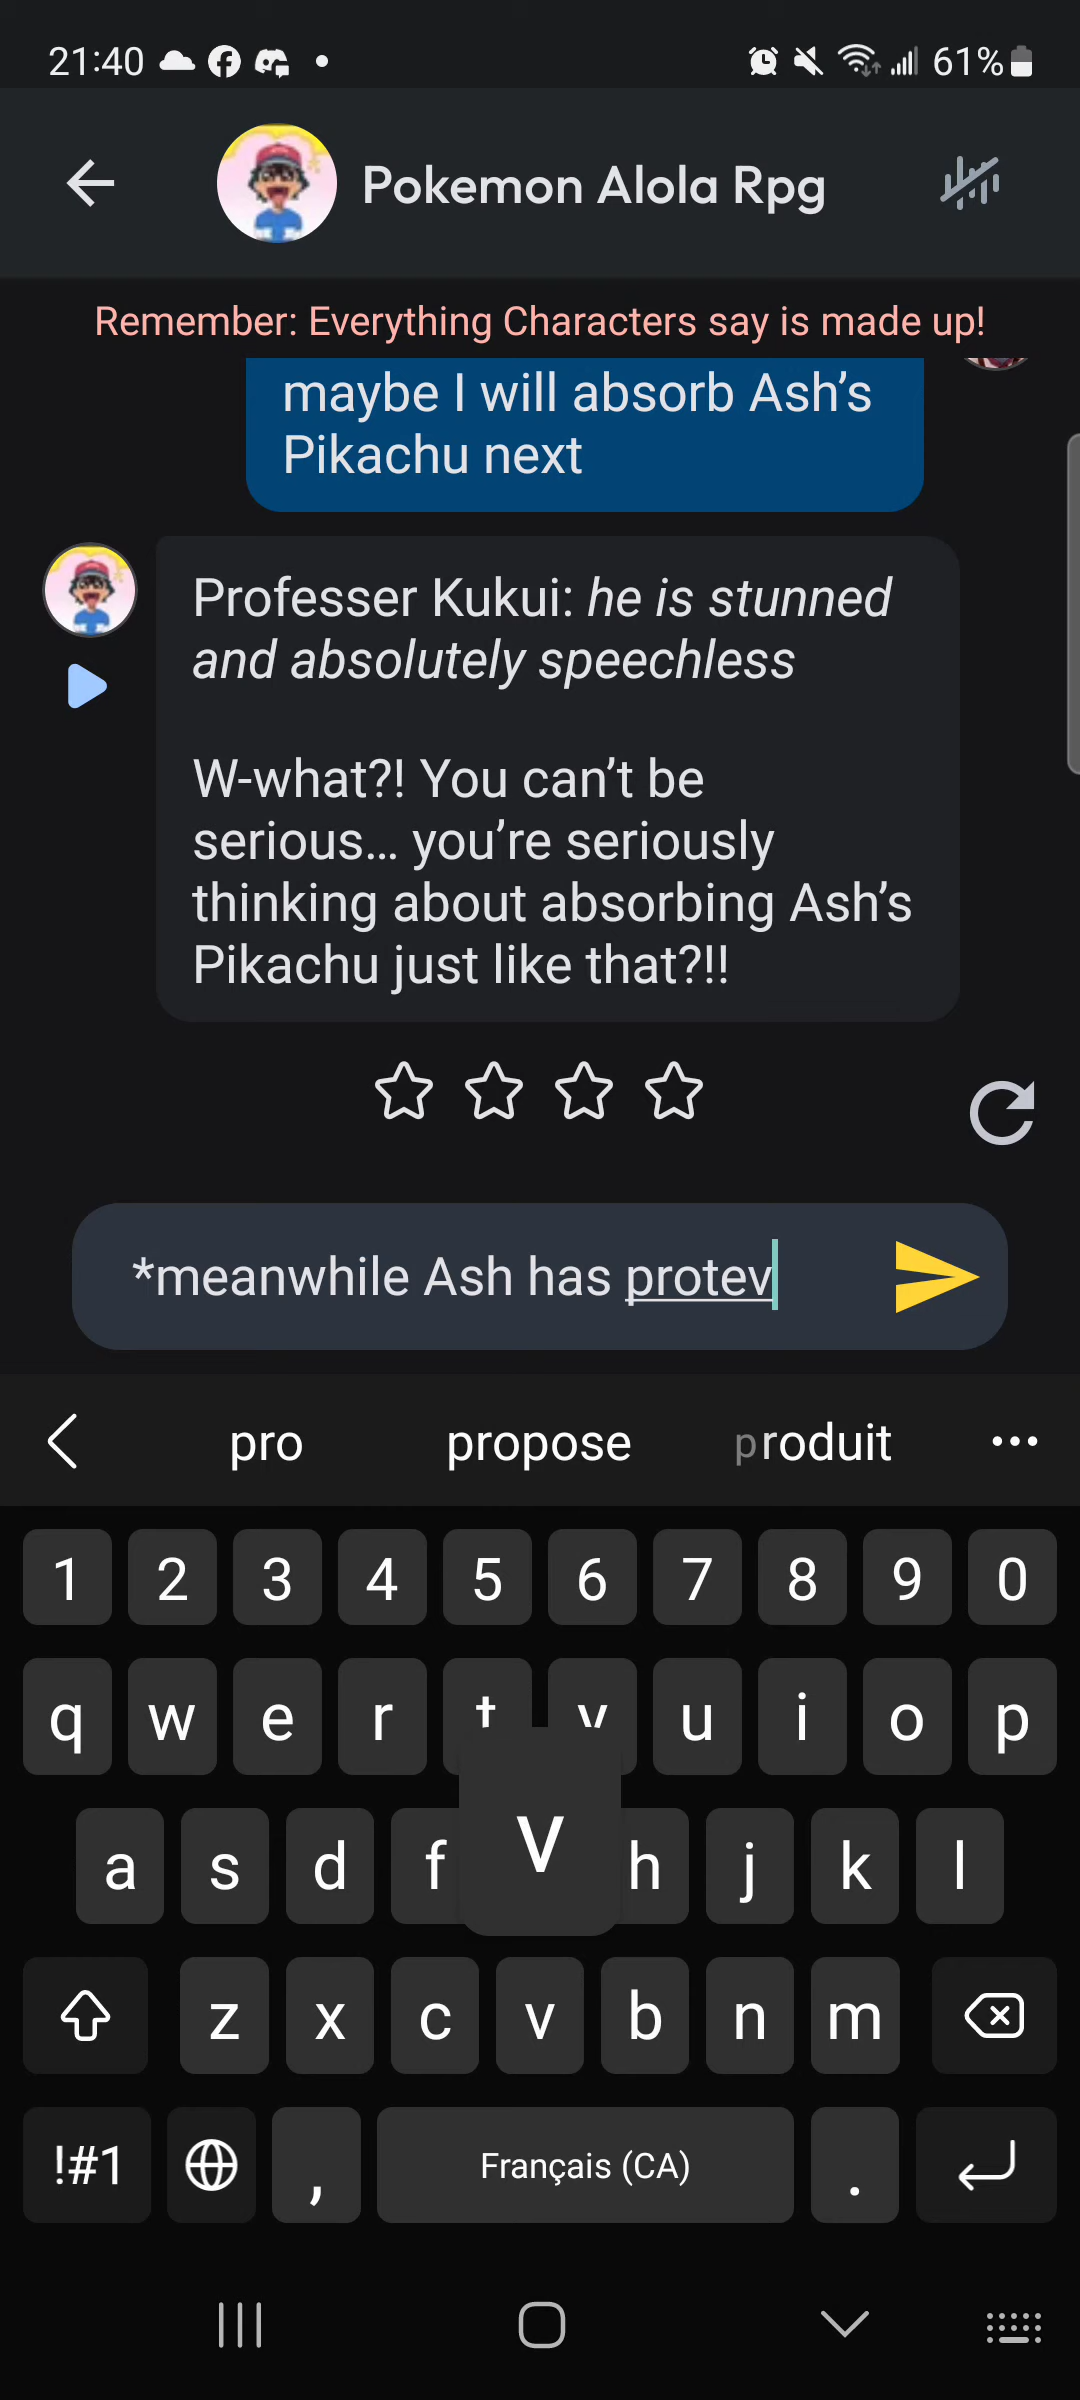 21:40
61%
Pokemon Alola Rpg
Remember: Everything Characters say is made up!
maybe I will absorb Ash’s
Pikachu next
Professer Kukui: he is stunned
and absolutely speechless
W-what?! You can’t be
serious… you’re seriously
thinking about absorbing Ash’s
Pikachu just like that?!!
*meanwhile Ash has protev
pro propose produit
1 2 3 4 5 6 7 8 9 0
q w e r t y u i o p
a s d f v h j k l
z x c v b n m
!#1 , Français (CA) .